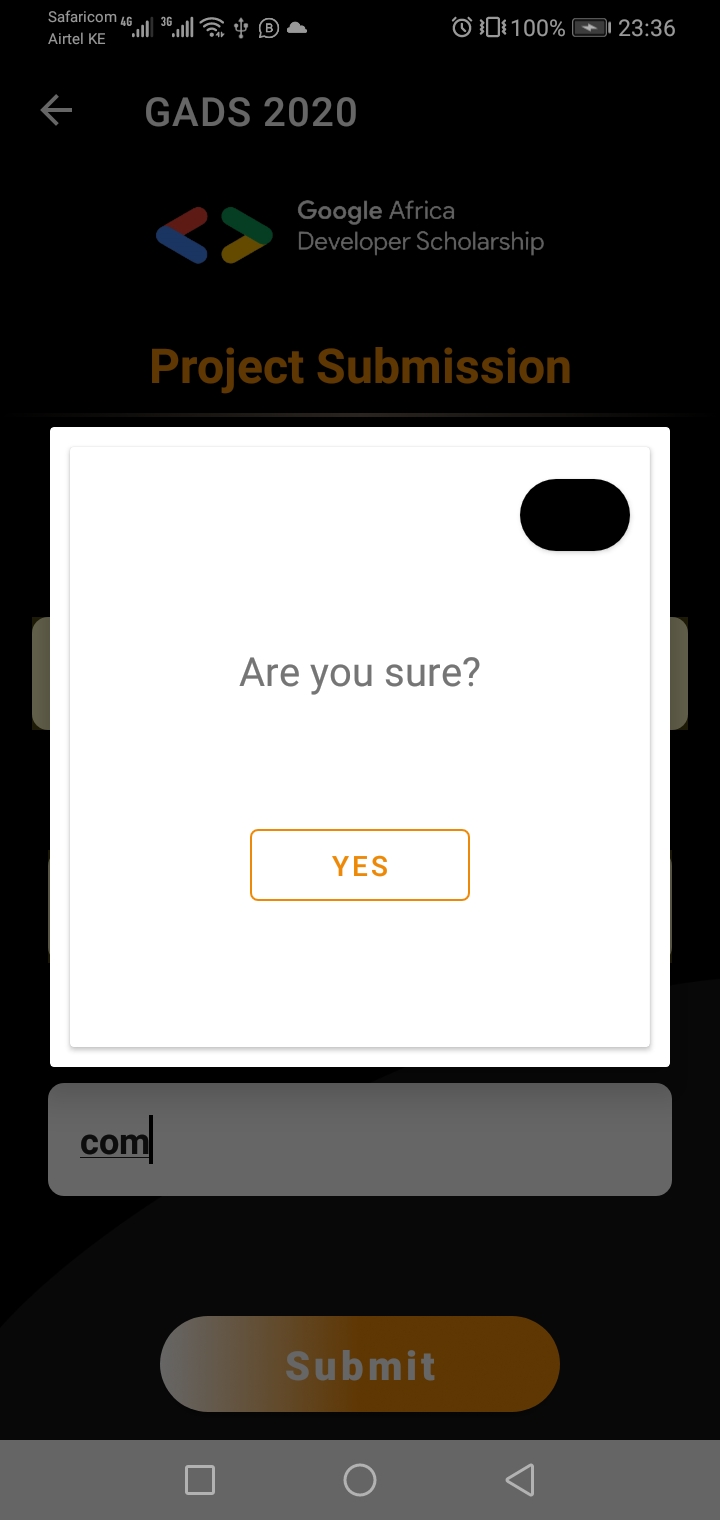 Safaricom 4G 3G 100% 23:36
Airtel KE
GADS 2020
Google Africa
Developer Scholarship
Project Submission
Are you sure?
YES
com
Submit